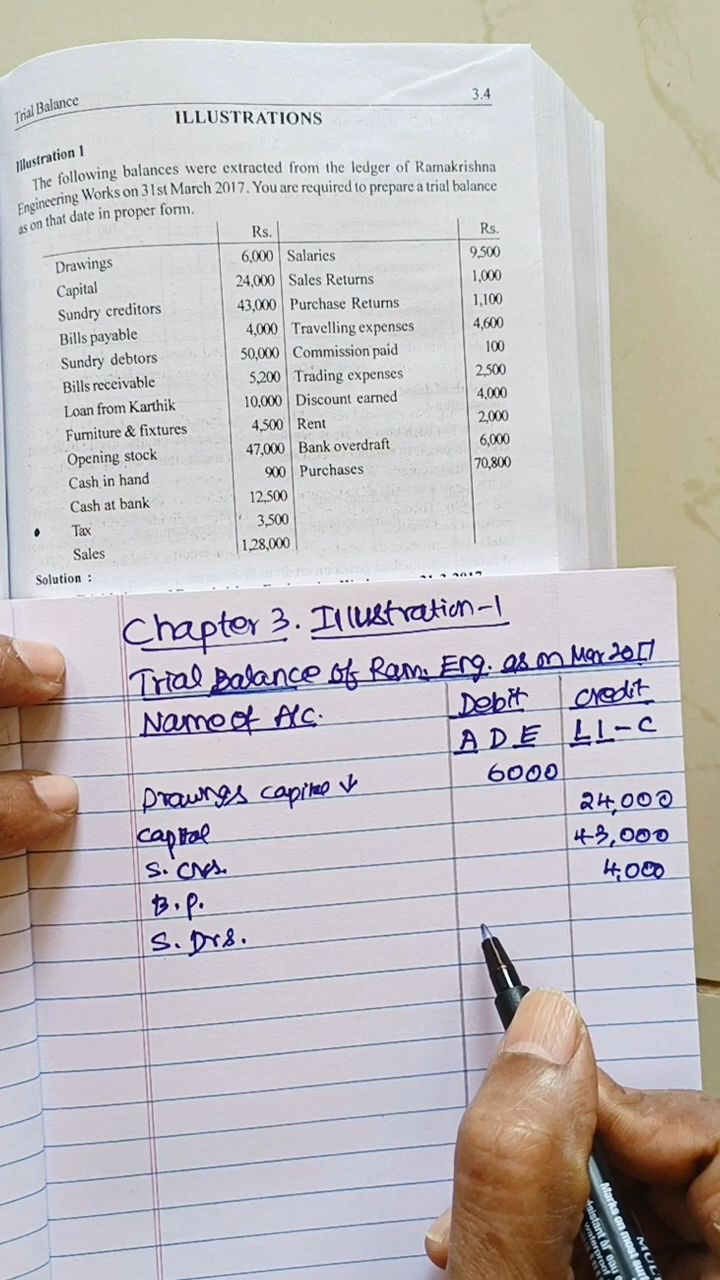 Trial Balance 3.4
ILLUSTRATIONS
Illustration 1
The following balances were extracted from the ledger of Ramakrishna
Engineering Works on 31st March 2017. You are required to prepare a trial balance
as on that date in proper form.
Rs. Rs.
Drawings 6,000 Salaries 9,500
Capital 24,000 Sales Returns 1,000
Sundry creditors 43,000 Purchase Returns 1,100
Bills payable 4,000 Travelling expenses 4,600
Sundry debtors 50,000 Commission paid 100
Bills receivable 5,200 Trading expenses 2,500
Loan from Karthik 10,000 Discount earned 4,000
Furniture & fixtures 4,500 Rent 2,000
Opening stock 47,000 Bank overdraft 6,000
Cash in hand 900 Purchases 70,800
Cash at bank 12,500
• Tax 3,500
Sales 1,28,000
Solution :
Chapter 3. Illustration-1
Trial Balance of Ram. Eng. as on Mar 2017
Name of A/C. Debit Credit
A D E L I - C
Drawngs capital ↓ 6000
Capital 24,000
S. Crs. 43,000
B.P. 4,000
S. Drs.